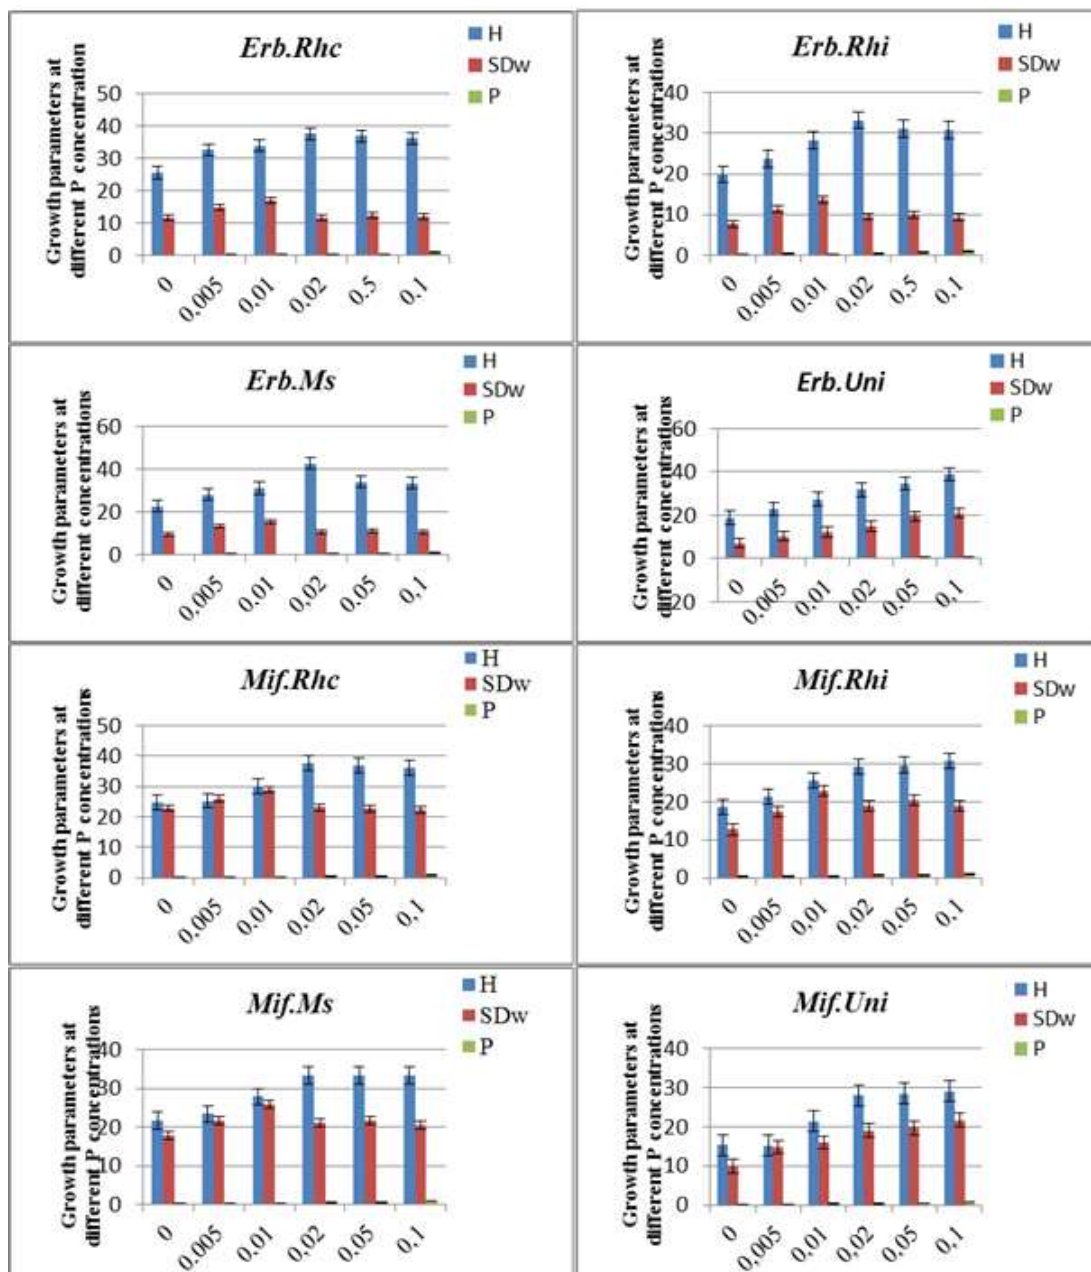 Erb.Rhc
H
SDw
P
Growth parameters at
different P concentrations
50
40
30
20
10
0
0
0,005
0,01
0,02
0.5
0,1
Erb.Rhi
H
SDw
P
Growth parameters at
different P concentrations
40
30
20
10
0
0
0,005
0,01
0,02
0,5
0,1
Erb.Ms
H
SDw
P
Growth parameters at
different concentrations
60
40
20
0
0
0,005
0.01
0,02
0.05
0,1
Erb.Uni
H
SDw
P
Growth parameters at
different concentrations
60
40
20
0
20
0
0.005
0.01
0.02
0.05
0,1
Mif.Rhc
H
SDw
P
Growth parameters at
different P concentrations
50
40
30
20
10
0
0
0,005
0.01
0,02
0,05
0,1
Mif.Rhi
H
SDw
P
Growth parameters at
different P concentrations
40
30
20
10
0
0
0,005
0.01
0,02
0,05
0,1
Mif.Ms
H
SDw
P
Growth parameters at
different P concentrations
40
30
20
10
0
0
0.005
0.01
0,02
0,05
0,1
Mif.Uni
H
SDw
P
Growth parameters at
different P concentrations
40
30
20
10
0
0
0,005
0.01
0,02
0,05
0,1